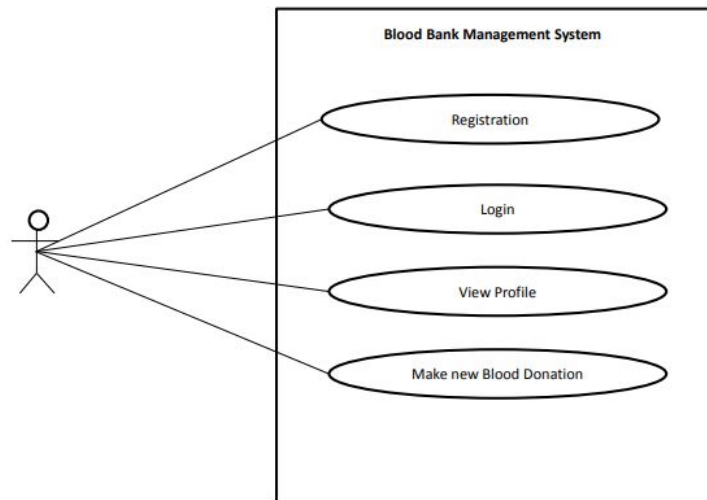 Blood Bank Management System
Registration
Login
View Profile
Make new Blood Donation